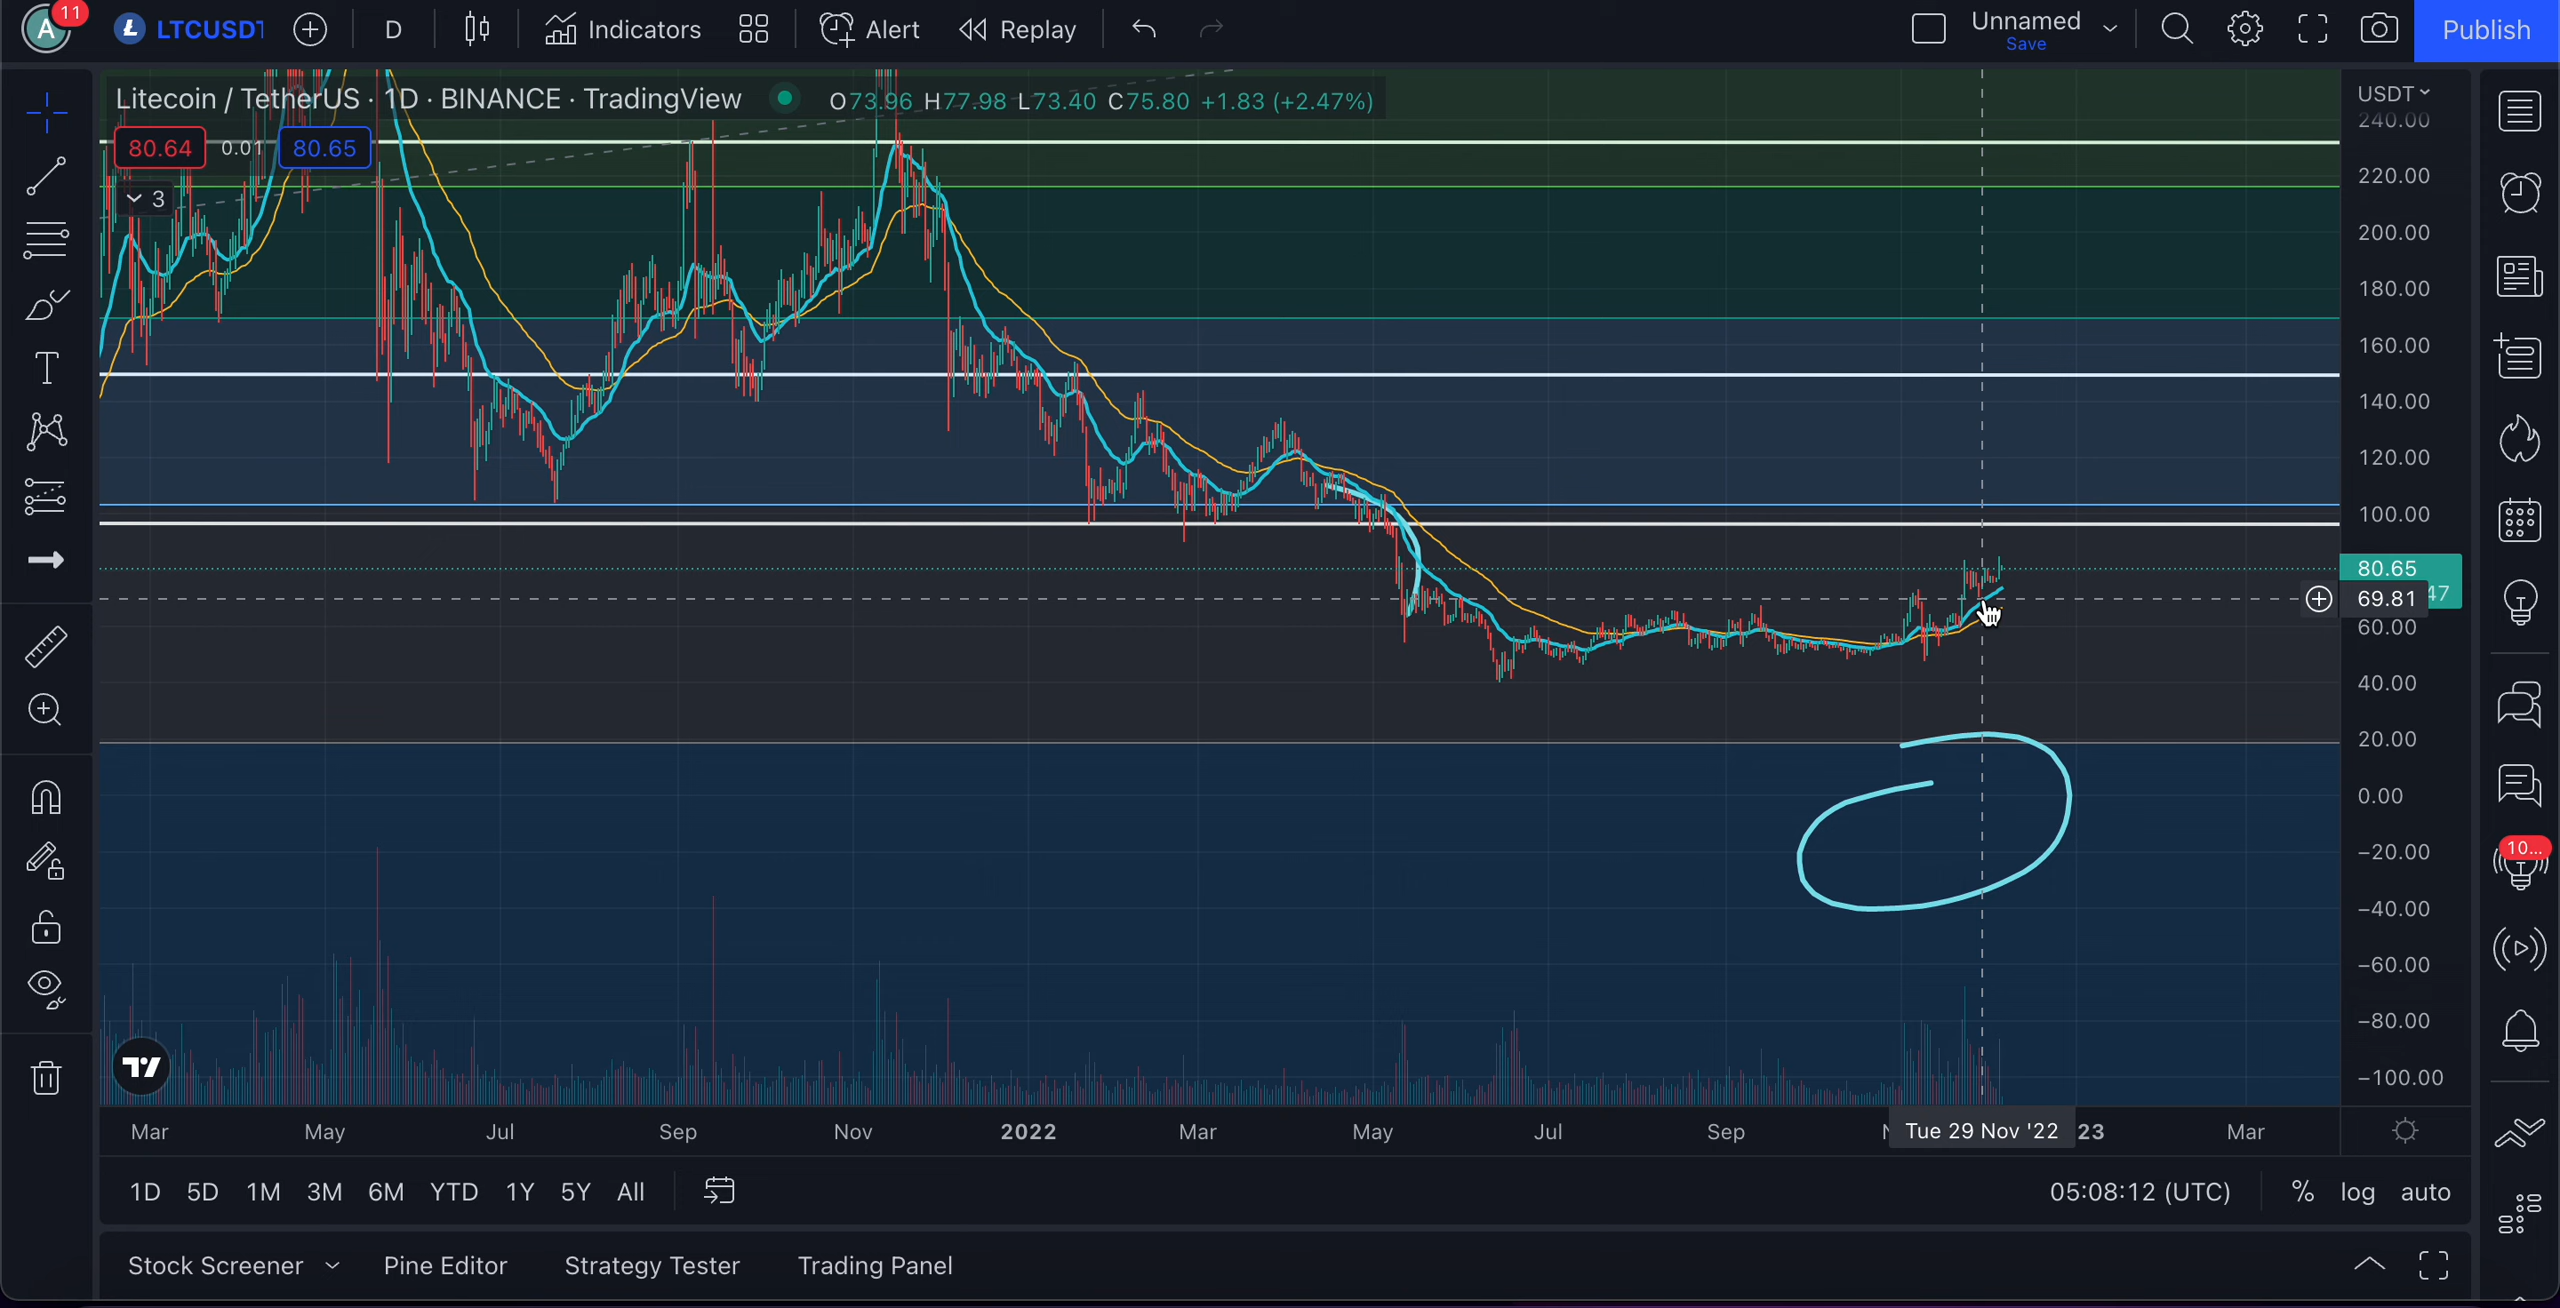 11
A
LTCUSDT
D
Indicators
Alert
Replay
Unnamed
Save
Publish
Litecoin / TetherUS · 1D · BINANCE · TradingView
O73.96 H77.98 L73.40 C75.80 +1.83 (+2.47%)
80.64
0.01
80.65
3
USDT
240.00
220.00
200.00
180.00
160.00
140.00
120.00
100.00
80.65
47
69.81
60.00
40.00
20.00
0.00
−20.00
−40.00
−60.00
−80.00
−100.00
10...
Mar
May
Jul
Sep
Nov
2022
Mar
May
Jul
Sep
Tue 29 Nov '22
23
Mar
1D
5D
1M
3M
6M
YTD
1Y
5Y
All
05:08:12 (UTC)
%
log
auto
Stock Screener
Pine Editor
Strategy Tester
Trading Panel